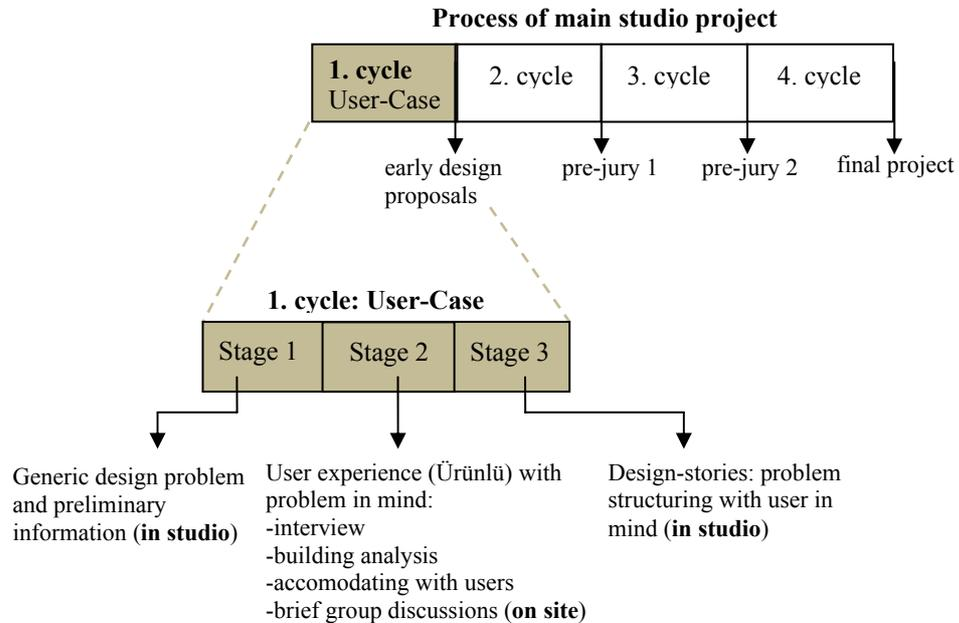 Process of main studio project
1. cycle
User-Case
2. cycle
3. cycle
4. cycle
early design
proposals
pre-jury 1
pre-jury 2
final project
1. cycle: User-Case
Stage 1
Stage 2
Stage 3
Generic design problem
and preliminary
information (in studio)
User experience (Ürünlü) with
problem in mind:
-interview
-building analysis
-accomodating with users
-brief group discussions (on site)
Design-stories: problem
structuring with user in
mind (in studio)